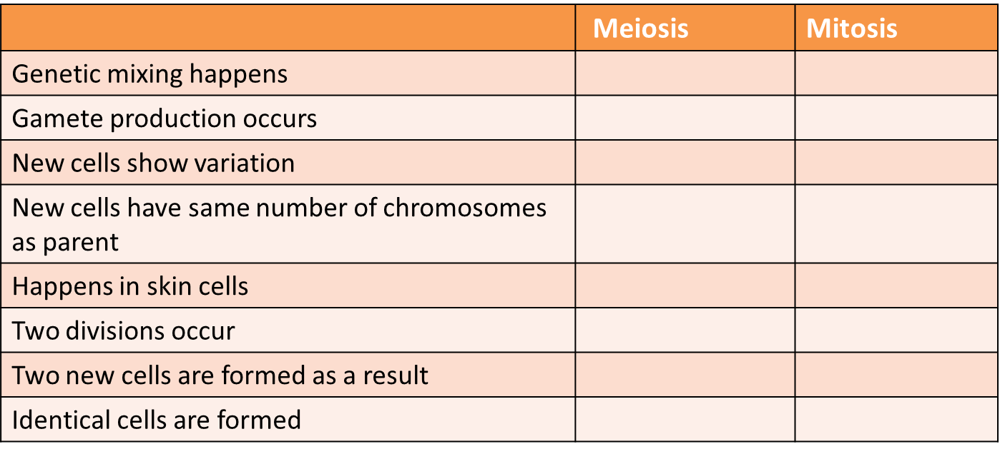 Meiosis Mitosis
Genetic mixing happens
Gamete production occurs
New cells show variation
New cells have same number of chromosomes
as parent
Happens in skin cells
Two divisions occur
Two new cells are formed as a result
Identical cells are formed